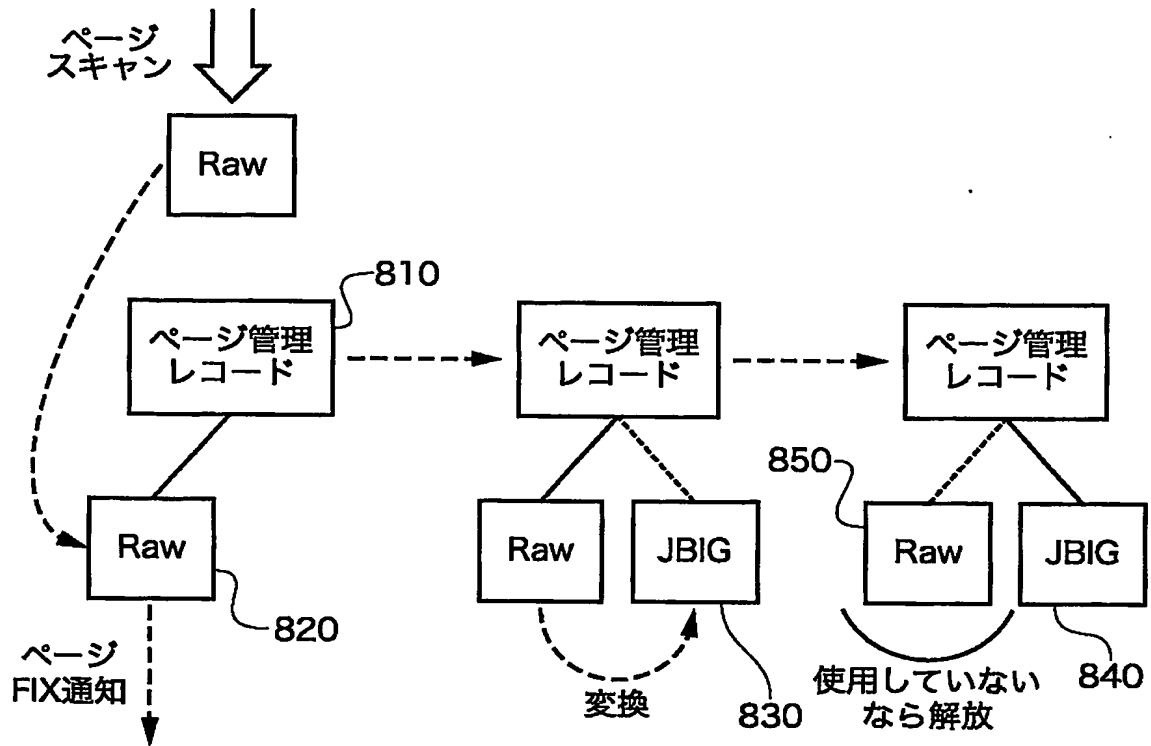 ページ
スキャン
Raw
810
ページ管理
レコード
ページ管理
レコード
ページ管理
レコード
850
Raw
820
Raw
JBIG
830
Raw
JBIG
840
ページ
FIX通知
変換
使用していない
なら解放